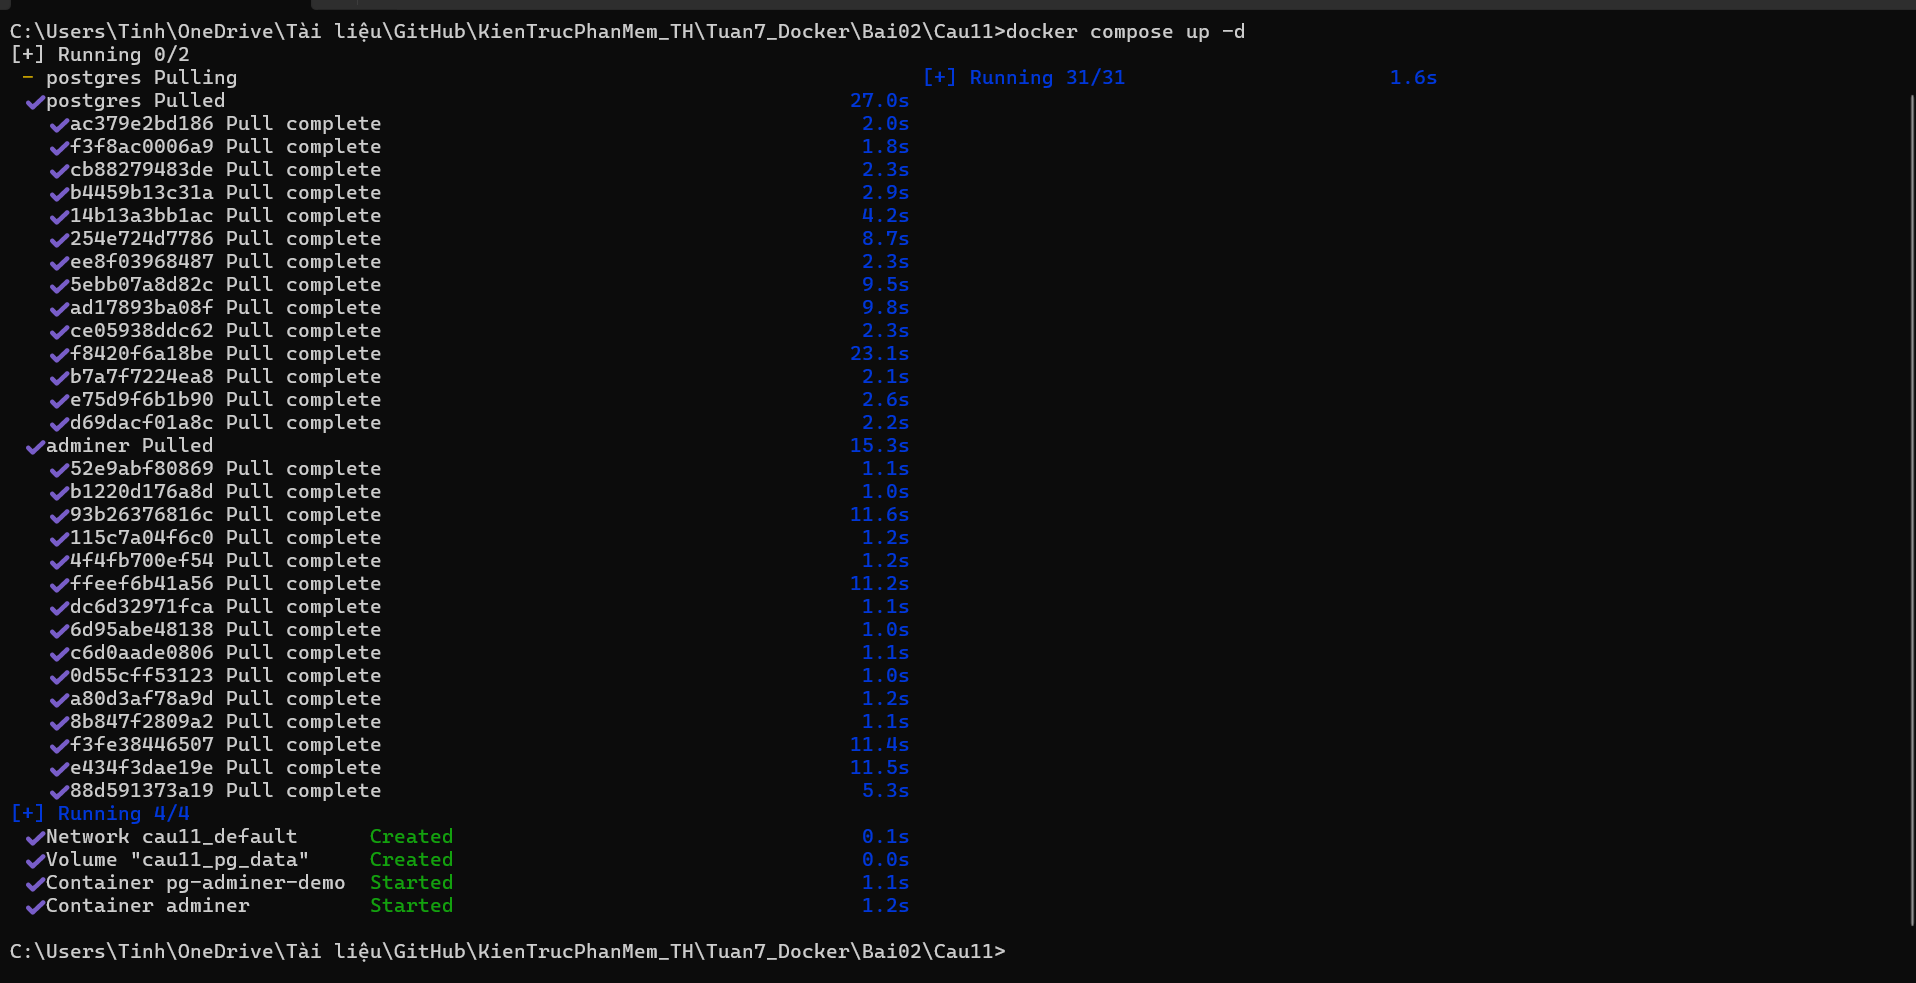 C:\Users\Tinh\OneDrive\Tài liệu\GitHub\KienTrucPhanMem_TH\Tuan7_Docker\Bai02\Cau11>docker compose up -d
[+] Running 0/2
- postgres Pulling [+] Running 31/31 1.6s
✔postgres Pulled 27.0s
✔ac379e2bd186 Pull complete 2.0s
✔f3f8ac0006a9 Pull complete 1.8s
✔cb88279483de Pull complete 2.3s
✔b4459b13c31a Pull complete 2.9s
✔14b13a3bb1ac Pull complete 4.2s
✔254e724d7786 Pull complete 8.7s
✔ee8f03968487 Pull complete 2.3s
✔5ebb07a8d82c Pull complete 9.5s
✔ad17893ba08f Pull complete 9.8s
✔ce05938ddc62 Pull complete 2.3s
✔f8420f6a18be Pull complete 23.1s
✔b7a7f7224ea8 Pull complete 2.1s
✔e75d9f6b1b90 Pull complete 2.6s
✔d69dacf01a8c Pull complete 2.2s
✔adminer Pulled 15.3s
✔52e9abf80869 Pull complete 1.1s
✔b1220d176a8d Pull complete 1.0s
✔93b26376816c Pull complete 11.6s
✔115c7a04f6c0 Pull complete 1.2s
✔4f4fb700ef54 Pull complete 1.2s
✔ffeef6b41a56 Pull complete 11.2s
✔dc6d32971fca Pull complete 1.1s
✔6d95abe48138 Pull complete 1.0s
✔c6d0aade0806 Pull complete 1.1s
✔0d55cff53123 Pull complete 1.0s
✔a80d3af78a9d Pull complete 1.2s
✔8b847f2809a2 Pull complete 1.1s
✔f3fe38446507 Pull complete 11.4s
✔e434f3dae19e Pull complete 11.5s
✔88d591373a19 Pull complete 5.3s
[+] Running 4/4
✔Network cau11_default Created 0.1s
✔Volume "cau11_pg_data" Created 0.0s
✔Container pg-adminer-demo Started 1.1s
✔Container adminer Started 1.2s
C:\Users\Tinh\OneDrive\Tài liệu\GitHub\KienTrucPhanMem_TH\Tuan7_Docker\Bai02\Cau11>